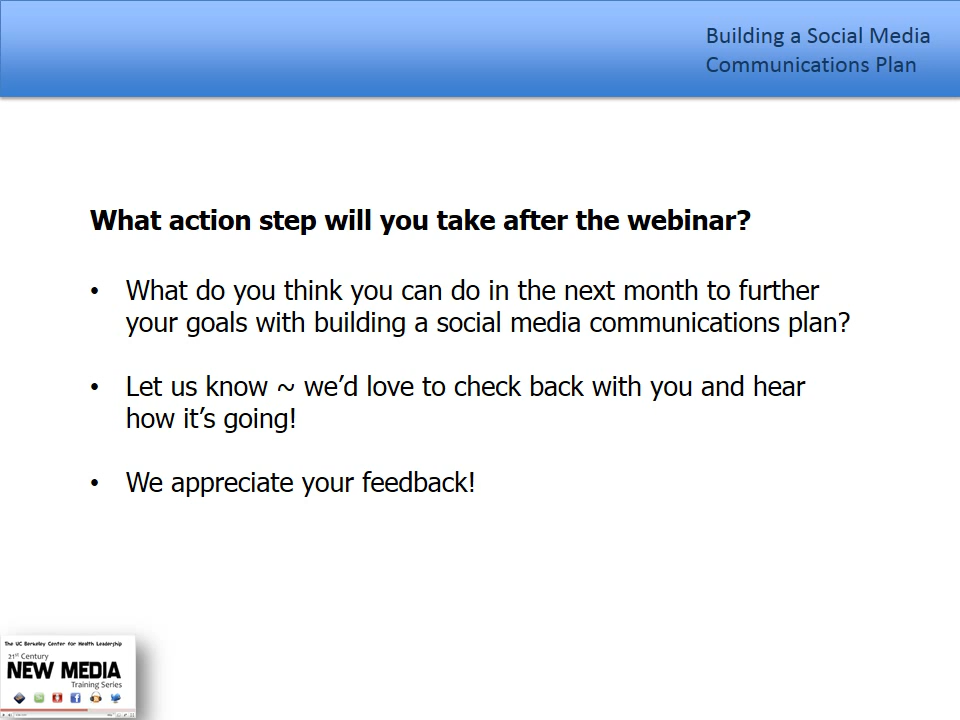 Building a Social Media
Communications Plan
What action step will you take after the webinar?
• What do you think you can do in the next month to further
your goals with building a social media communications plan?
• Let us know ~ we’d love to check back with you and hear
how it’s going!
• We appreciate your feedback!
The UC Berkeley Center for Health Leadership
21st Century
NEW MEDIA
Training Series